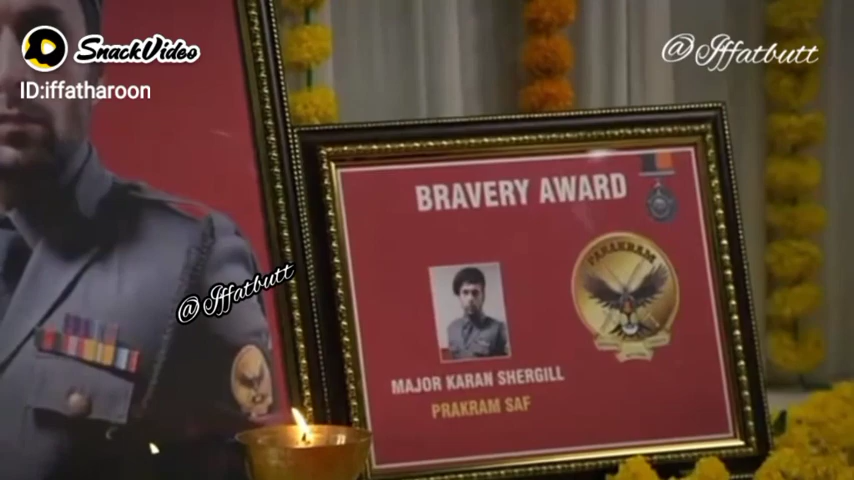 SnackVideo
ID:iffatharoon
@Iffatbutt
BRAVERY AWARD
PARAKRAM
@Iffatbutt
MAJOR KARAN SHERGILL
PRAKRAM SAF